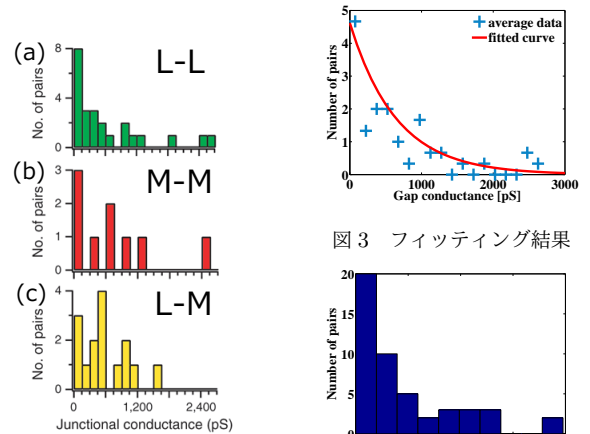 (a)
L-L
8
4
0
No. of pairs
(b)
M-M
3
2
1
0
No. of pairs
(c)
L-M
4
2
0
No. of pairs
0 1,200 2,400
Junctional conductance (pS)
5
4
3
2
1
0
Number of pairs
average data
fitted curve
0 1000 2000 3000
Gap conductance [pS]
図 3 フィッティング結果
20
15
10
5
Number of pairs